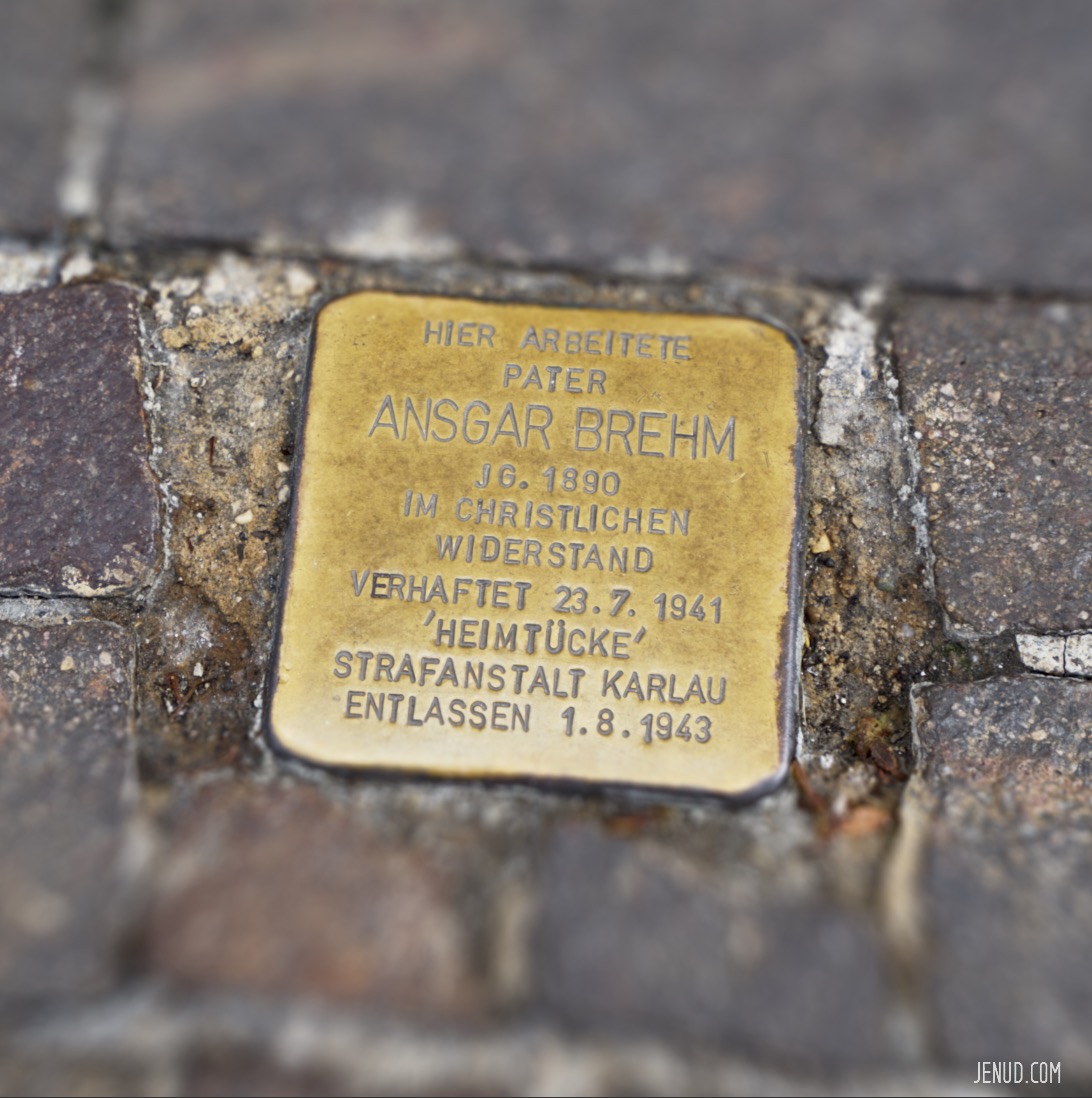 HIER ARBEITETE
PATER
ANSGAR BREHM
JG. 1890
IM CHRISTLICHEN
WIDERSTAND
VERHAFTET 23.7. 1941
'HEIMTÜCKE'
STRAFANSTALT KARLAU
ENTLASSEN 1.8.1943
JENUD.COM